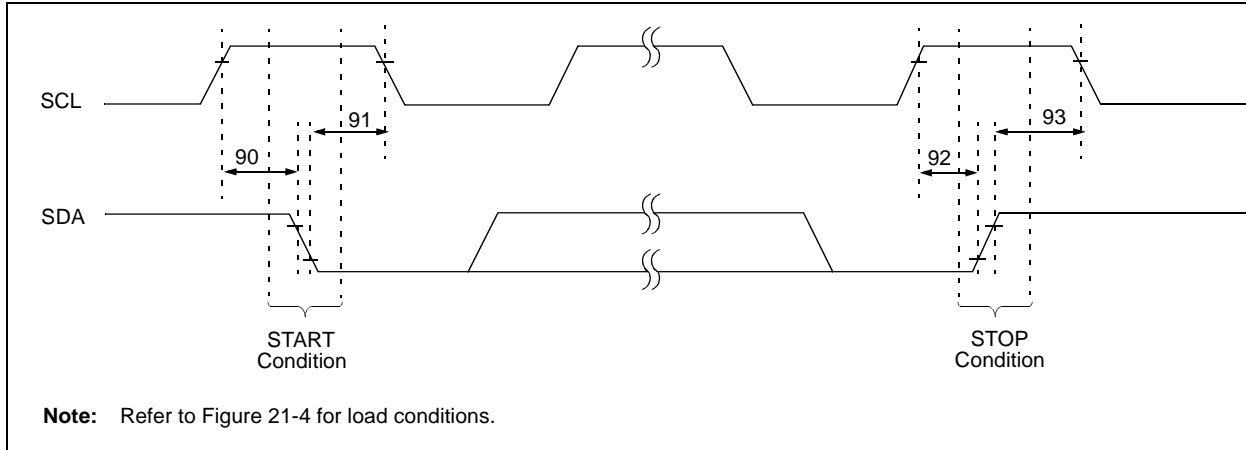 SCL
91
93
90
92
SDA
START
Condition
STOP
Condition
Note: Refer to Figure 21-4 for load conditions.